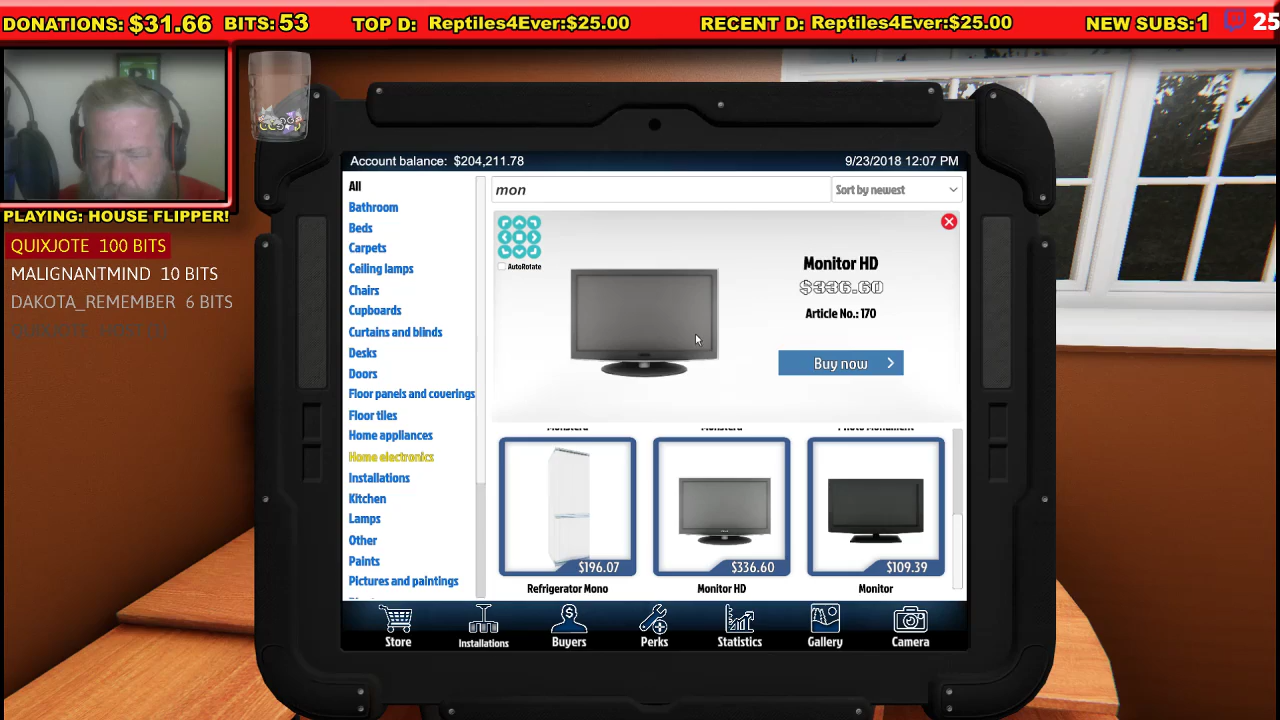 DONATIONS: $31.66 BITS: 53 TOP D: Reptiles4Ever:$25.00 RECENT D: Reptiles4Ever:$25.00 NEW SUBS: 1 25
PLAYING: HOUSE FLIPPER!
QUIXJOTE 100 BITS
MALIGNANTMIND 10 BITS
DAKOTA_REMEMBER 6 BITS
Account balance: $204,211.78 9/23/2018 12:07 PM
All
Bathroom
Beds
Carpets
Ceiling lamps
Chairs
Cupboards
Curtains and blinds
Desks
Doors
Floor panels and coverings
Floor tiles
Home appliances
Home electronics
Installations
Kitchen
Lamps
Other
Paints
Pictures and paintings
mon Sort by newest
AutoRotate
Monitor HD
$336.60
Article No.: 170
Buy now
$196.07 $336.60 $109.39
Refrigerator Mono Monitor HD Monitor
Store Installations Buyers Perks Statistics Gallery Camera